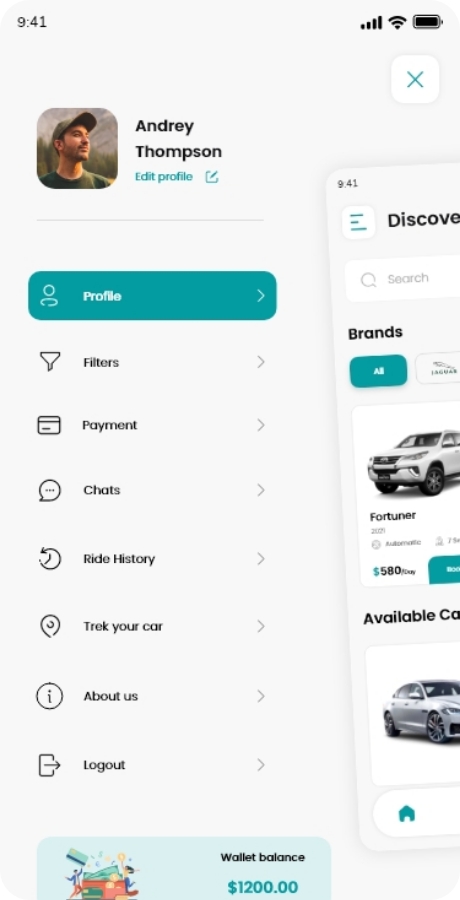 9:41
Andrey
Thompson
Edit profile
Profile
Filters
Payment
Chats
Ride History
Trek your car
About us
Logout
Wallet balance
$1200.00
9:41
Discove
Search
Brands
All
JAGUAR
Fortuner
2021
Automatic
7 Se
$580/Day
Boo
Available Ca